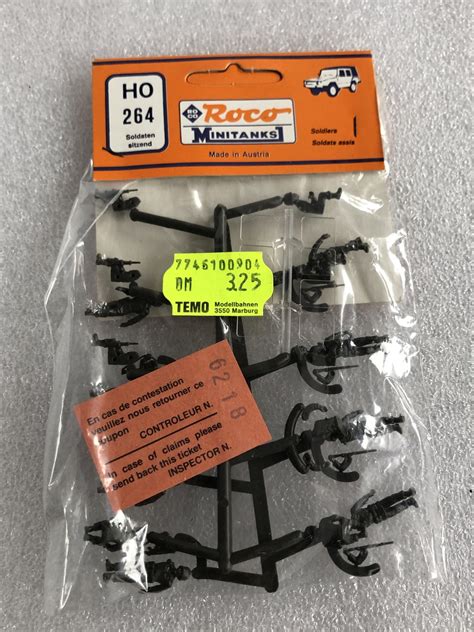 HO
264
Soldaten
sitzend
RO
CO
Roco
MINITANKS
Made in Austria
Soldiers
Soldats assis
7746100904
DM 3.25
TEMO Modellbahnen
3550 Marburg
En cas de contestation
veuillez nous retourner ce
coupon
CONTROLEUR N.
6218
In case of claims please
send back this ticket
INSPECTOR N.